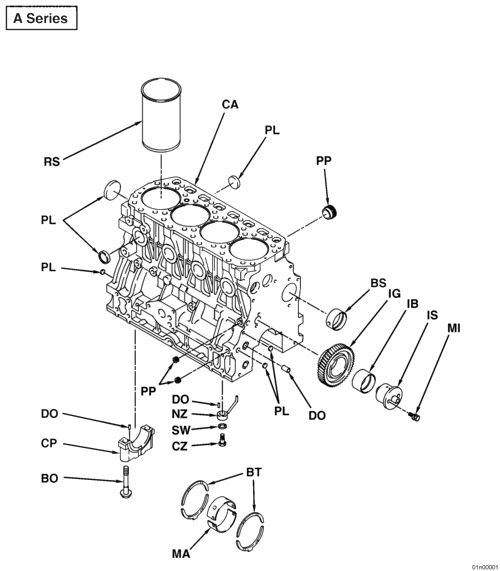 A Series
CA
PL
RS
PP
PL
PL
BS
IG
IB
IS
MI
PP
DO
NZ
PL
DO
DO
CP
SW
CZ
BO
BT
MA
01n00001